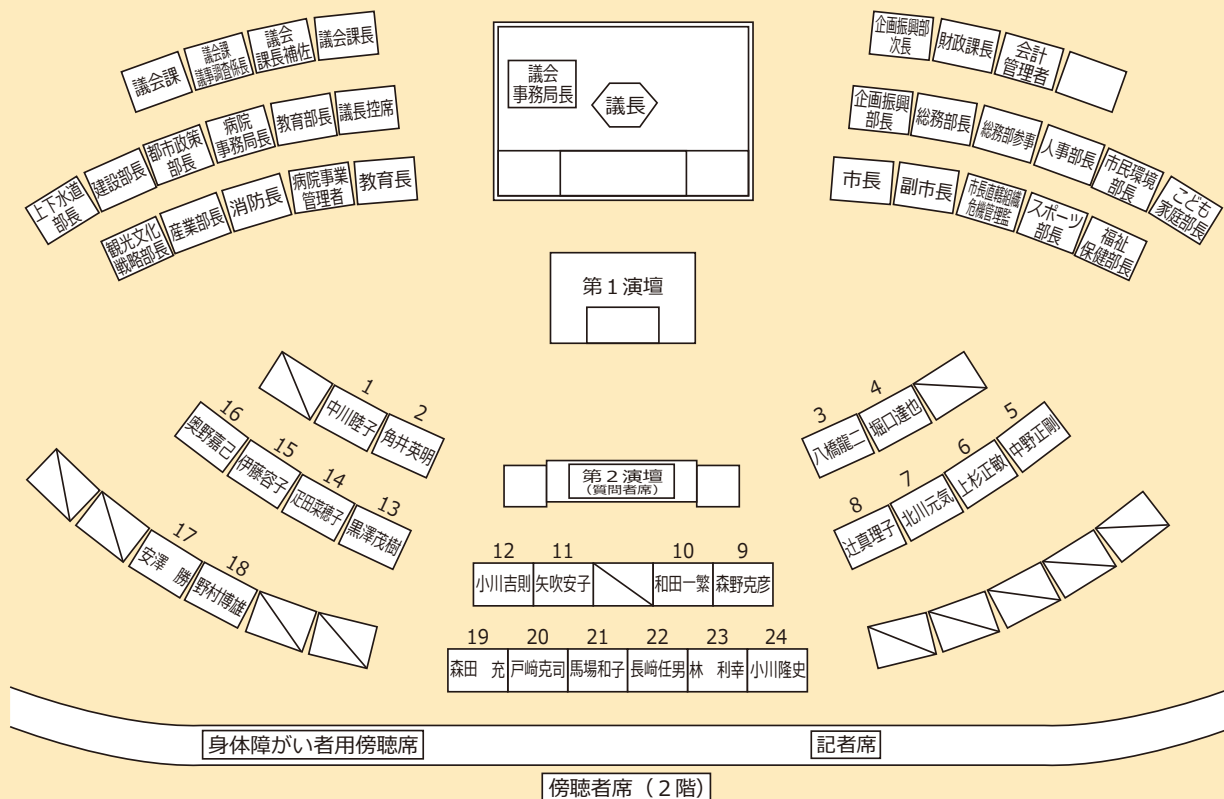 議会課
議会課
議事調査係長
議会
課長補佐
議会課長
上下水道
部長
建設部長
都市政策
部長
病院
事務局長
教育部長
議長控席
観光文化
戦略部長
産業部長
消防長
病院事業
管理者
教育長
議会
事務局長
議長
企画振興部
次長
財政課長
会計
管理者
企画振興
部長
総務部長
総務部参事
人事部長
市民環境
部長
こども
家庭部長
市長
副市長
市長直轄組織
危機管理監
スポーツ
部長
福祉
保健部長
第1演壇
1
中川睦子
2
角井英明
3
八橋龍二
4
堀口達也
16
奥野嘉己
15
伊藤容子
14
疋田菜穂子
13
黒澤茂樹
8
辻真理子
7
北川元気
6
上杉正敏
5
中野正剛
17
安澤　勝
18
野村博雄
第2演壇
(質問者席)
12
小川吉則
11
矢吹安子
10
和田一繁
9
森野克彦
19
森田　充
20
戸﨑克司
21
馬場和子
22
長﨑任男
23
林　利幸
24
小川隆史
身体障がい者用傍聴席
記者席
傍聴者席（2階）